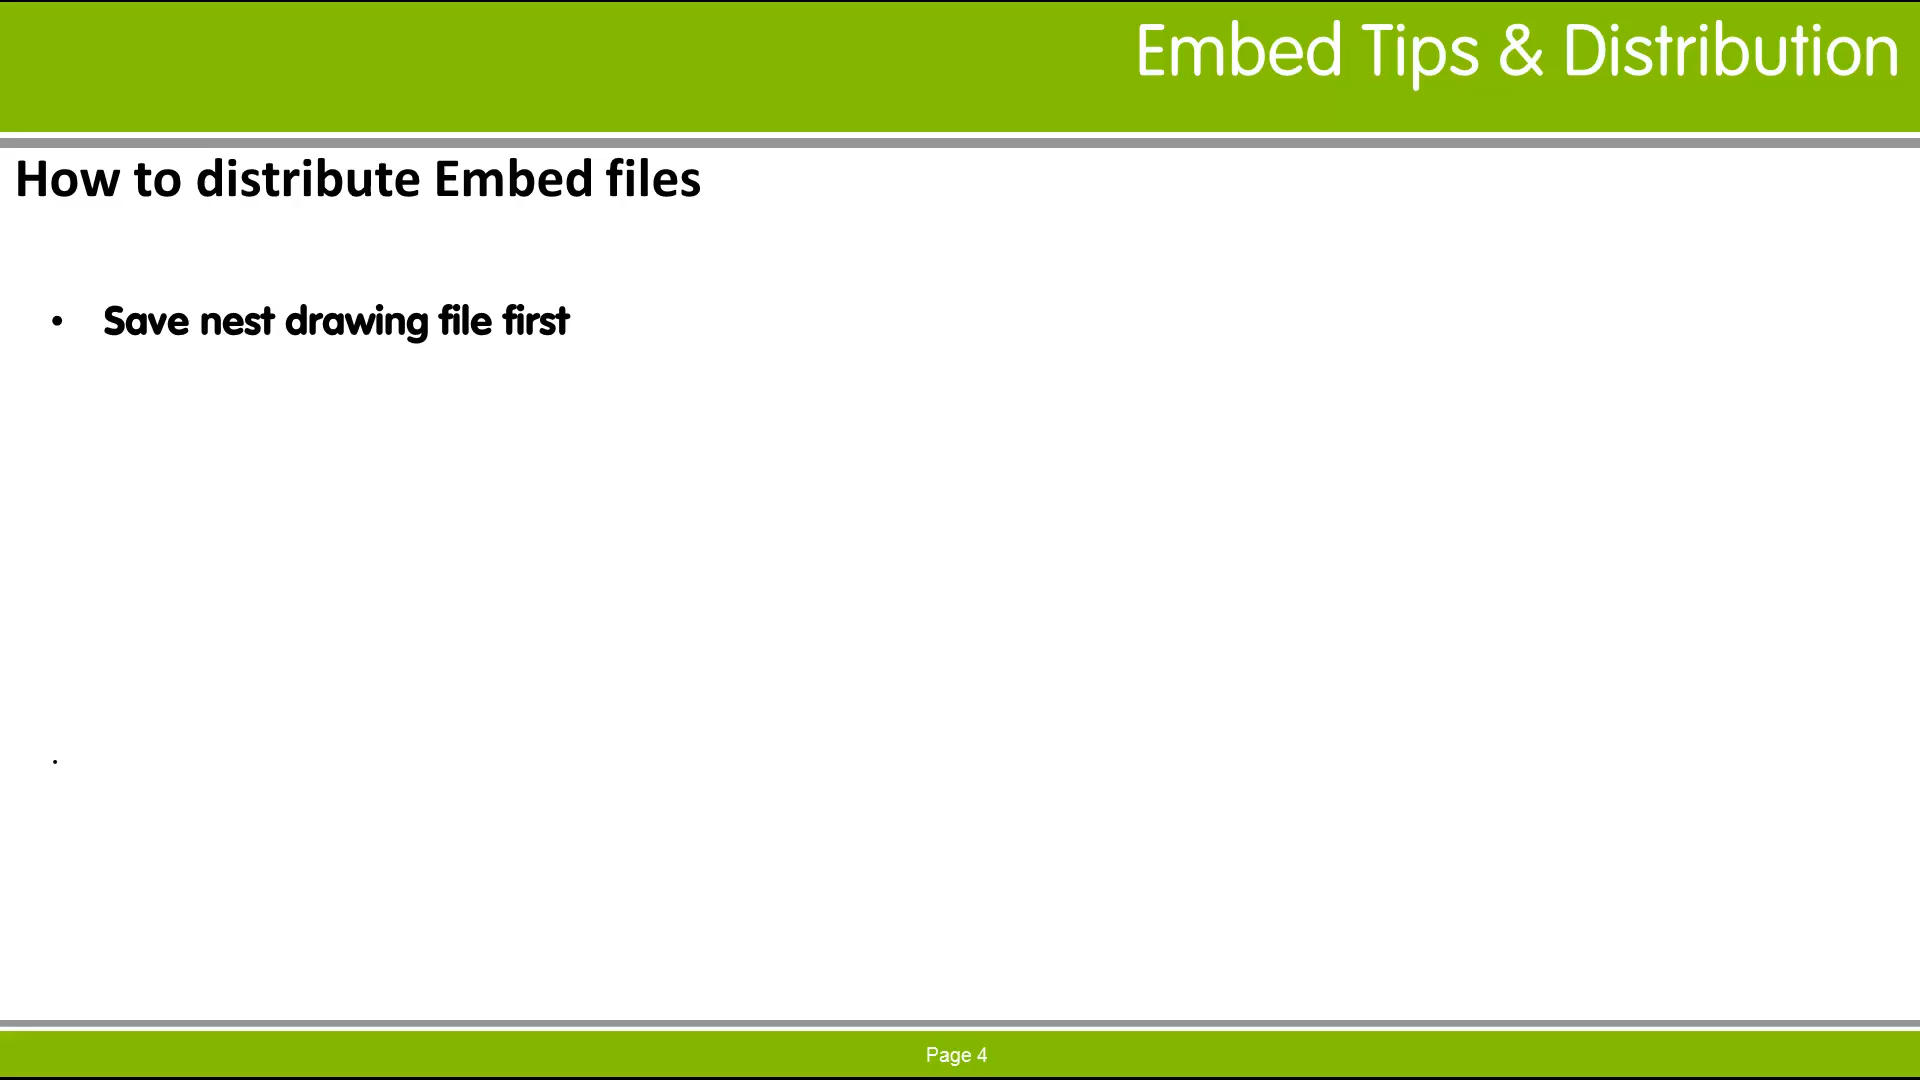 Embed Tips & Distribution
How to distribute Embed files
• Save nest drawing file first
.
Page 4